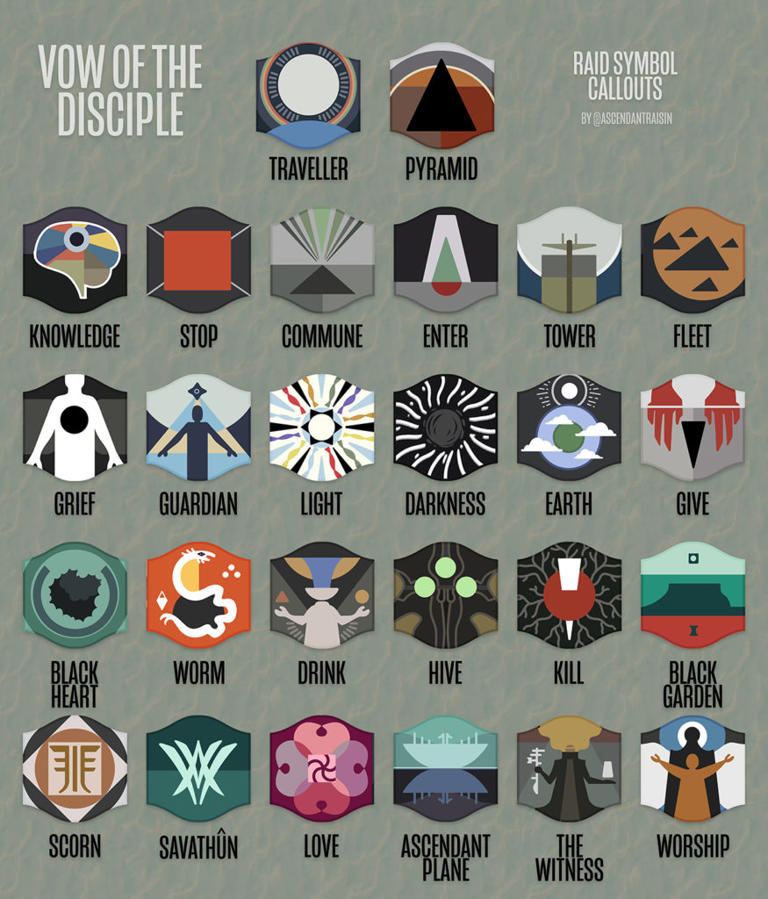 VOW OF THE
DISCIPLE
RAID SYMBOL
CALLOUTS
BY @ASCENDANTRAISIN
TRAVELLER
PYRAMID
KNOWLEDGE
STOP
COMMUNE
ENTER
TOWER
FLEET
GRIEF
GUARDIAN
LIGHT
DARKNESS
EARTH
GIVE
BLACK
HEART
WORM
DRINK
HIVE
KILL
BLACK
GARDEN
SCORN
SAVATHÛN
LOVE
ASCENDANT
PLANE
THE
WITNESS
WORSHIP